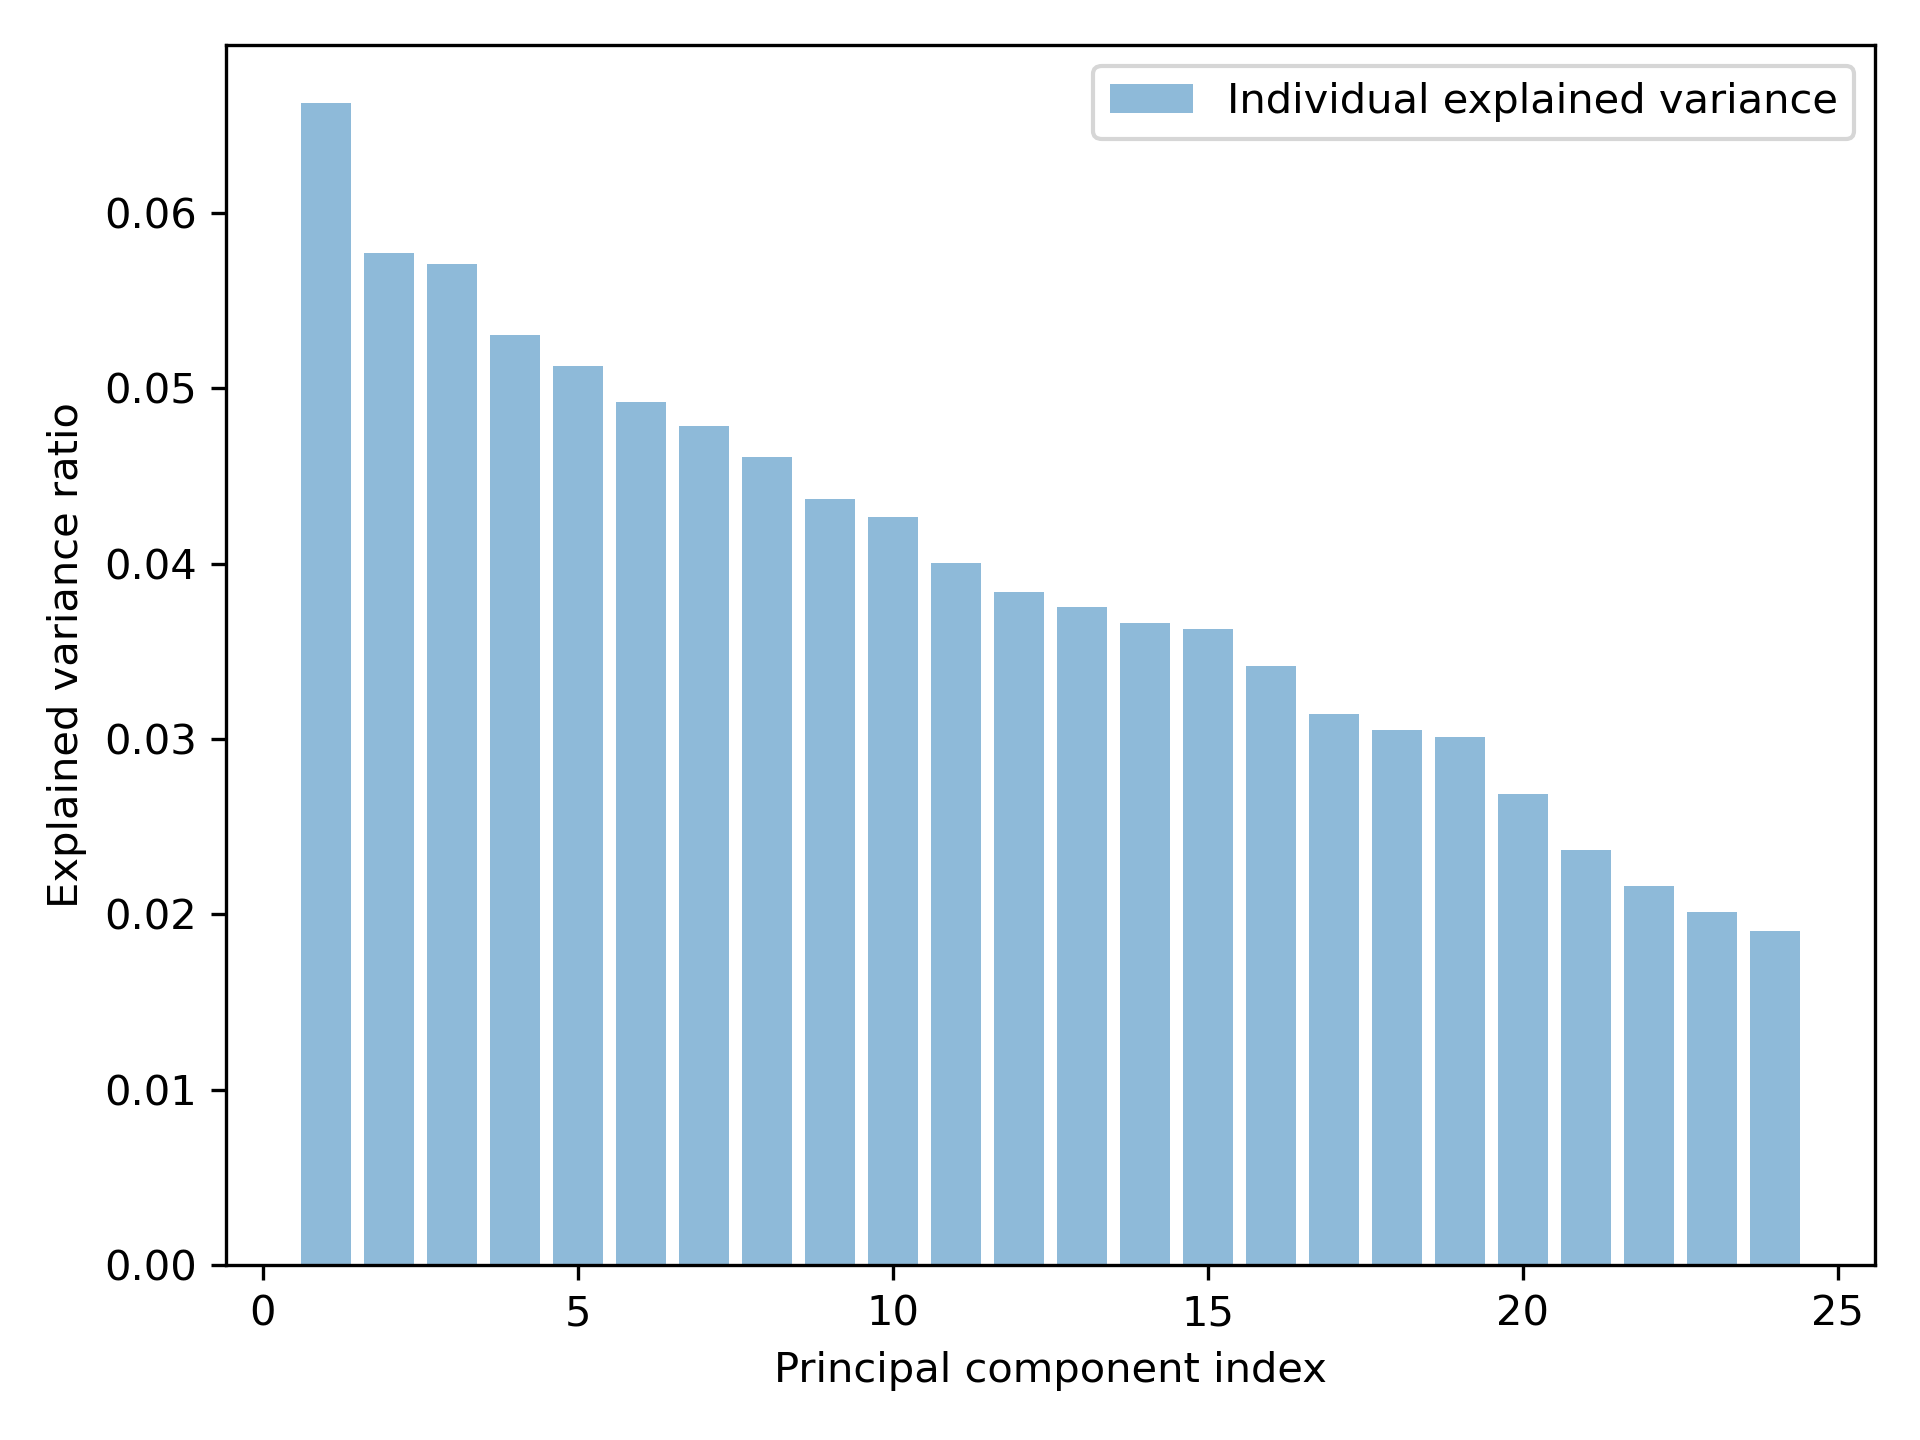 Individual explained variance
Explained variance ratio
0.06
0.05
0.04
0.03
0.02
0.01
0.00
0 5 10 15 20 25
Principal component index